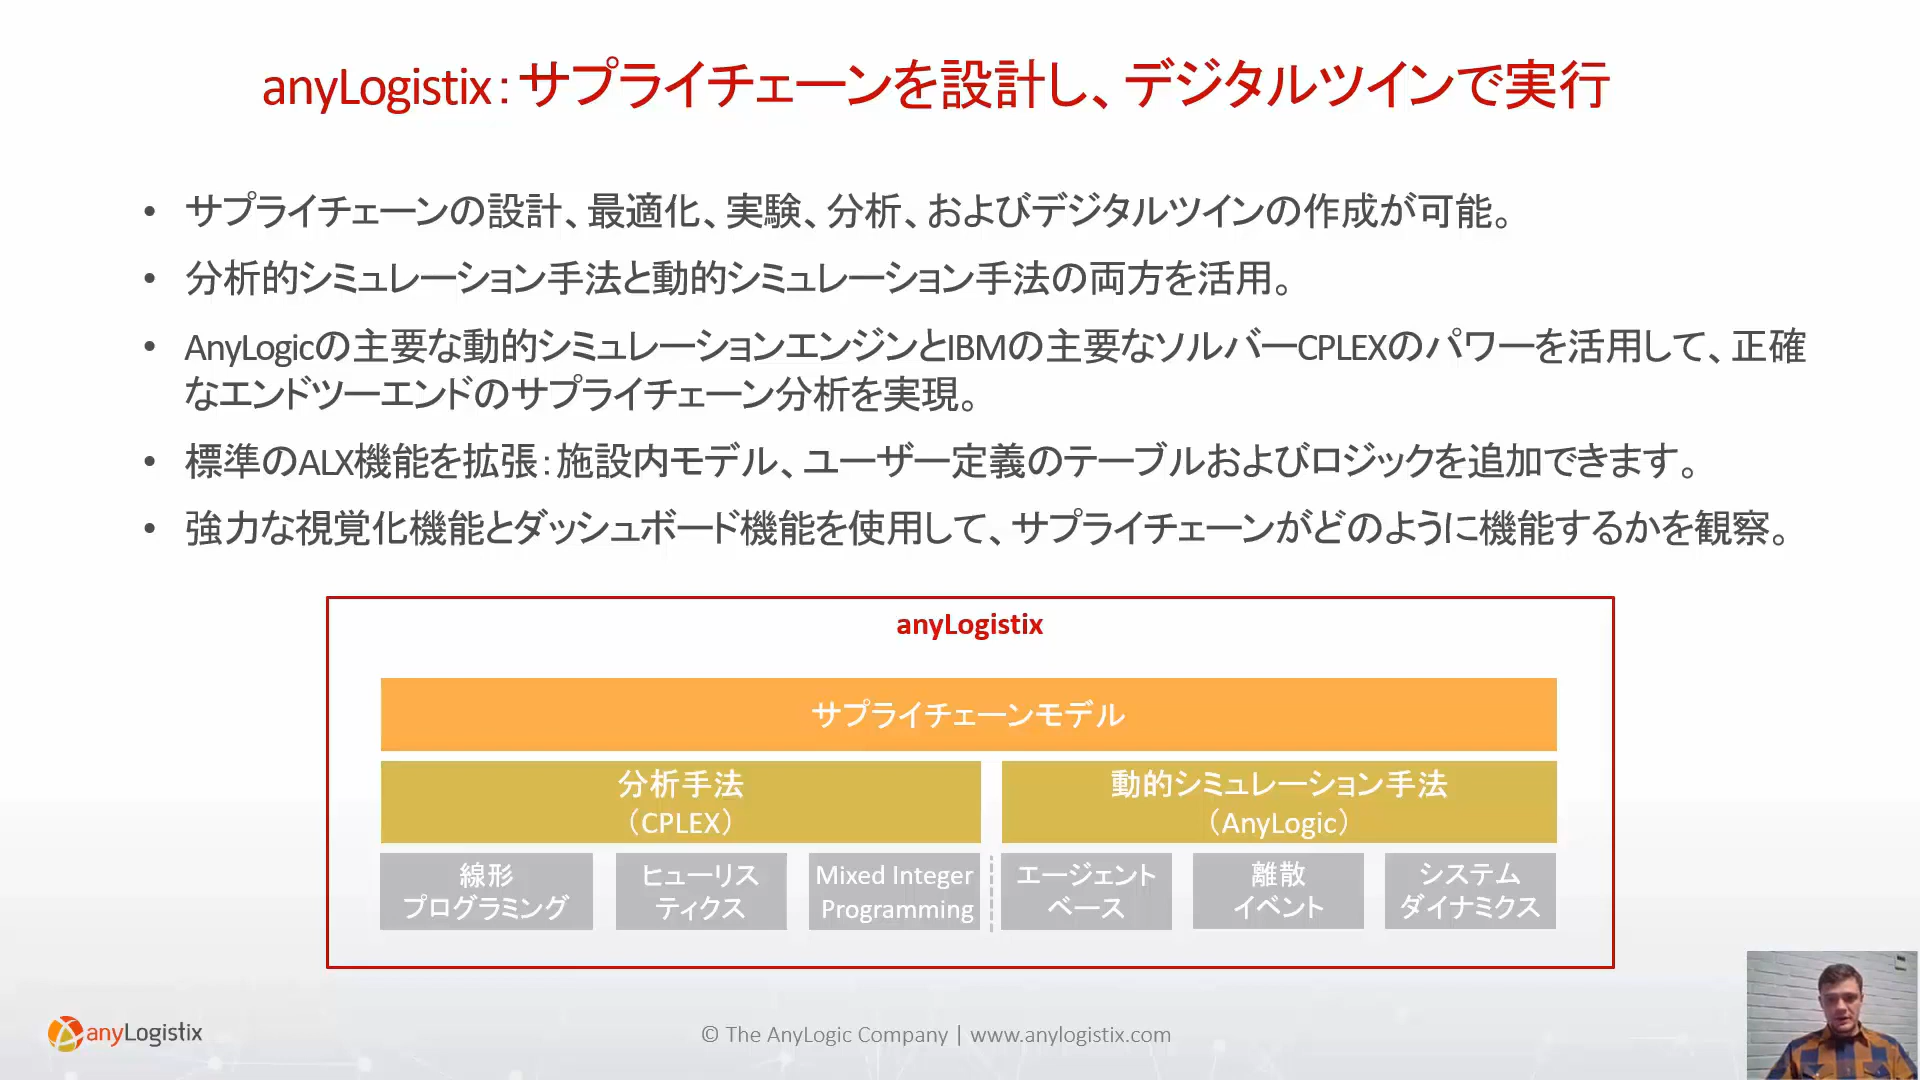 anyLogistix：サプライチェーンを設計し、デジタルツインで実行
• サプライチェーンの設計、最適化、実験、分析、およびデジタルツインの作成が可能。
• 分析的シミュレーション手法と動的シミュレーション手法の両方を活用。
• AnyLogicの主要な動的シミュレーションエンジンとIBMの主要なソルバーCPLEXのパワーを活用して、正確
なエンドツーエンドのサプライチェーン分析を実現。
• 標準のALX機能を拡張：施設内モデル、ユーザー定義のテーブルおよびロジックを追加できます。
• 強力な視覚化機能とダッシュボード機能を使用して、サプライチェーンがどのように機能するかを観察。
anyLogistix
サプライチェーンモデル
分析手法
（CPLEX）
動的シミュレーション手法
（AnyLogic）
線形
プログラミング
ヒューリス
ティクス
Mixed Integer
Programming
エージェント
ベース
離散
イベント
システム
ダイナミクス
anyLogistix
© The AnyLogic Company | www.anylogistix.com